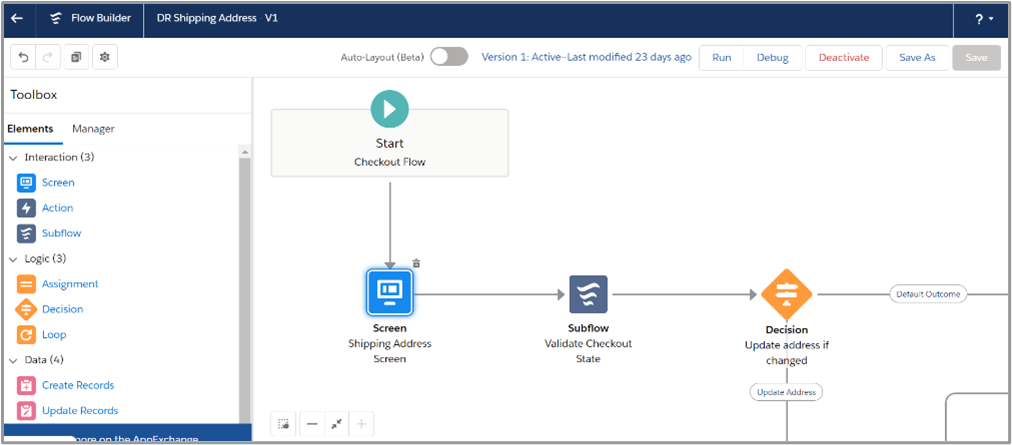 Flow Builder
DR Shipping Address - V1
?
Auto-Layout (Beta)
Version 1: Active—Last modified 23 days ago
Run
Debug
Deactivate
Save As
Save
Toolbox
Elements
Manager
Interaction (3)
Screen
Action
Subflow
Logic (3)
Assignment
Decision
Loop
Data (4)
Create Records
Update Records
more on the AppExchange
Start
Checkout Flow
Screen
Shipping Address
Screen
Subflow
Validate Checkout
State
Decision
Update address if
changed
Default Outcome
Update Address